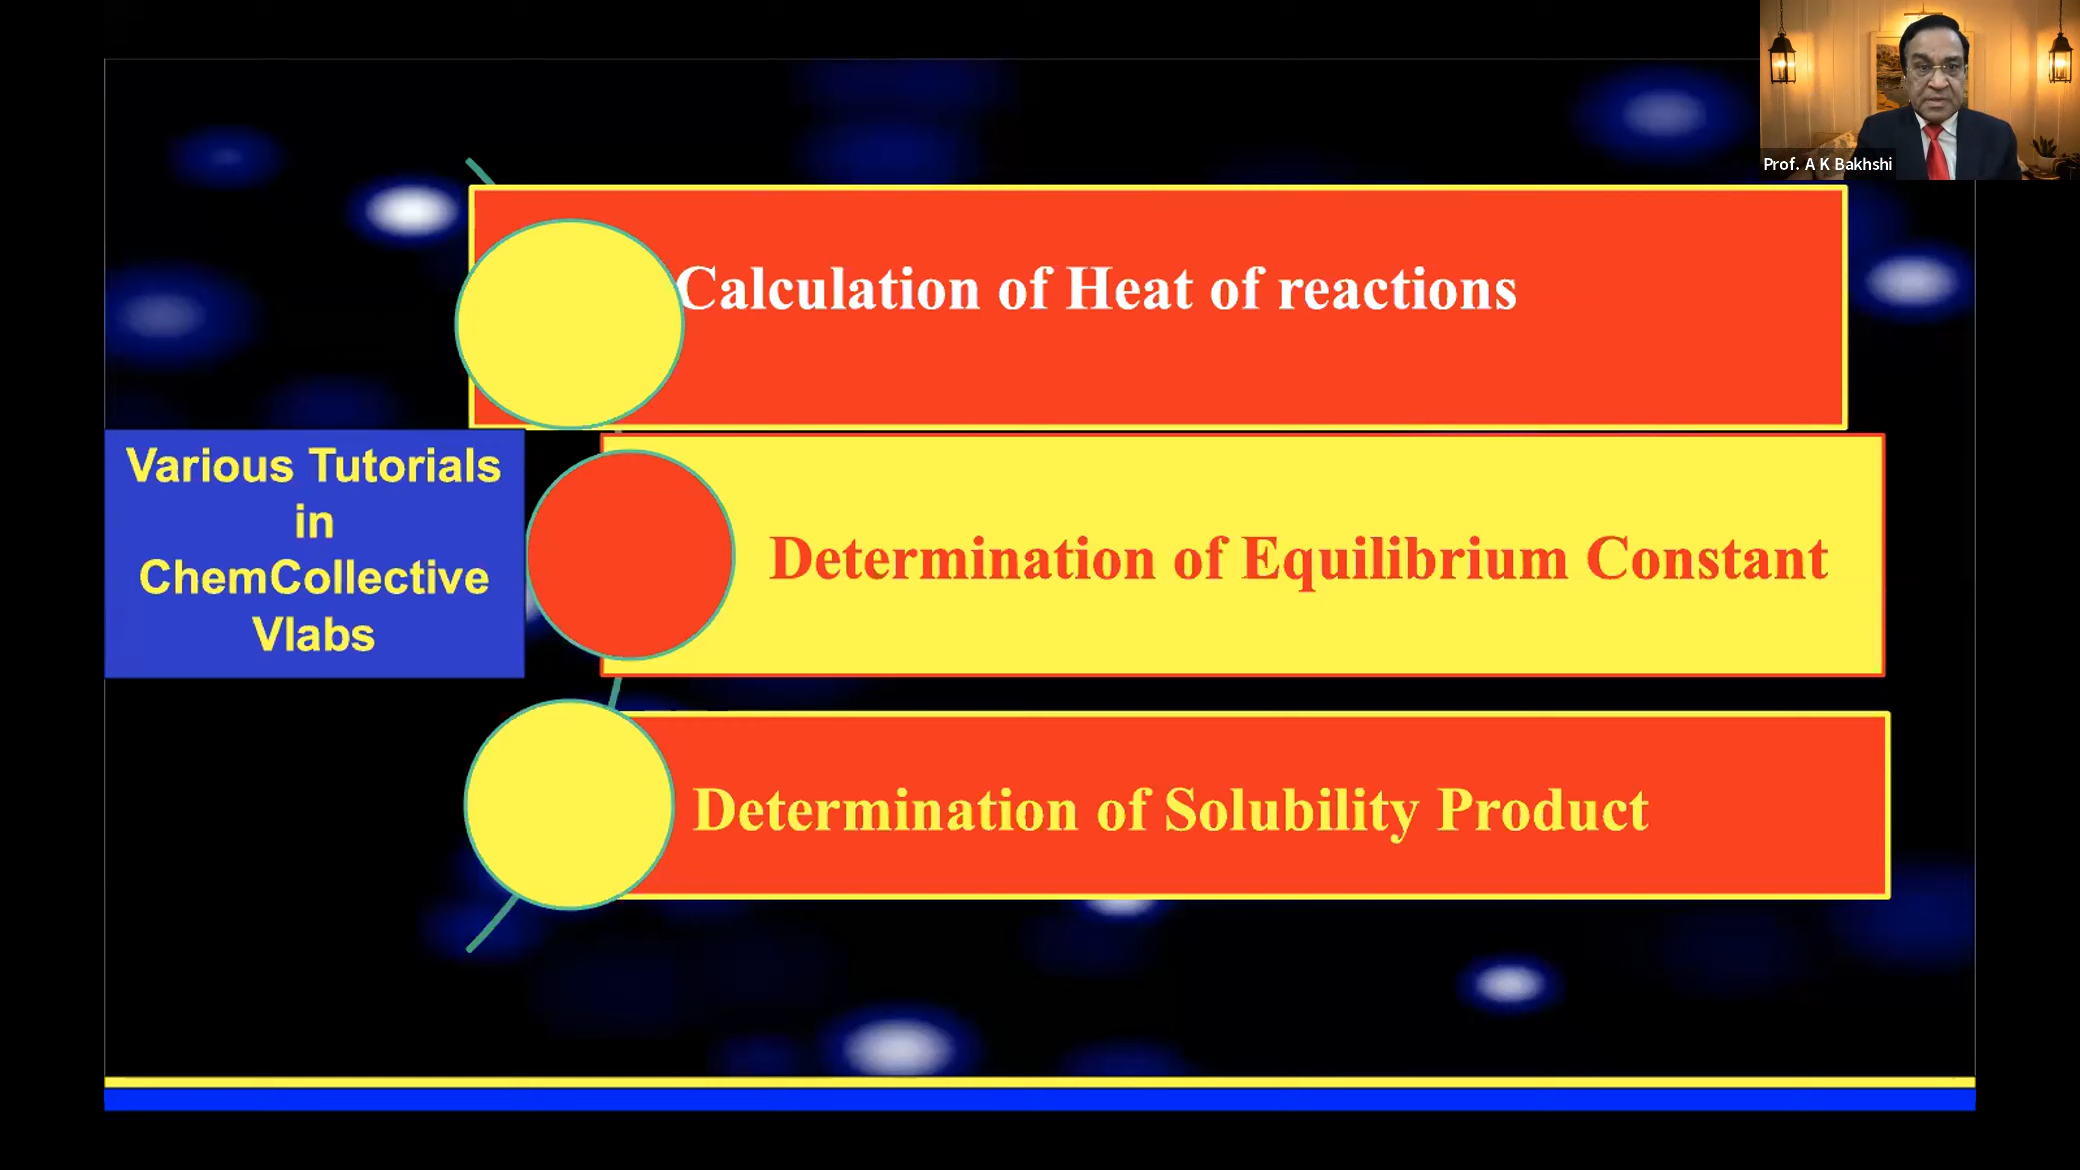 Prof. A K Bakhshi
Calculation of Heat of reactions
Various Tutorials
in
ChemCollective
Vlabs
Determination of Equilibrium Constant
Determination of Solubility Product